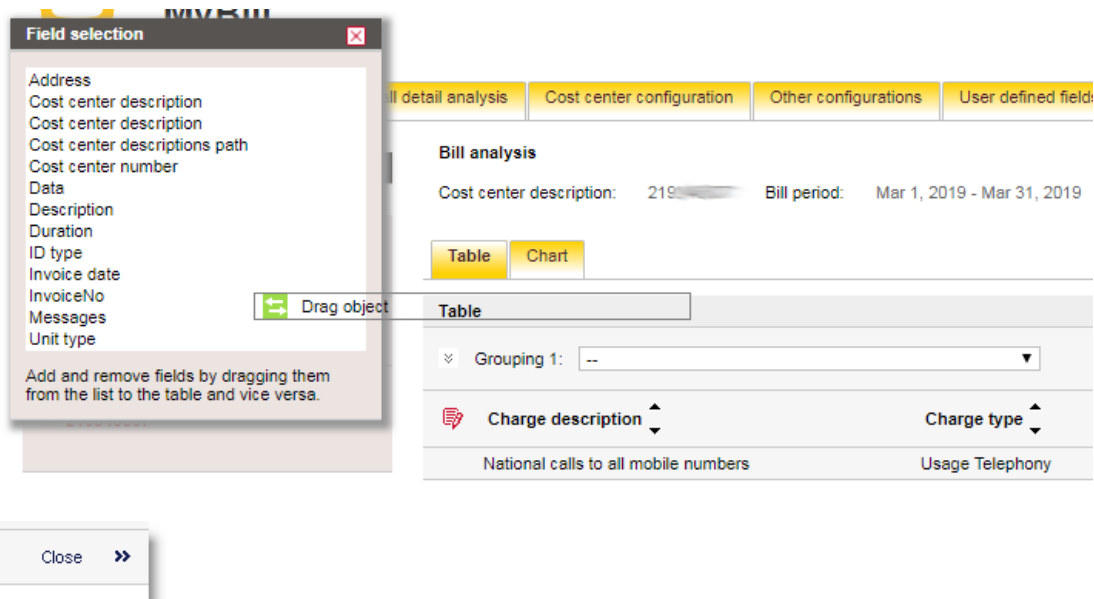 MyBill
Field selection
Address
Cost center description
Cost center description
Cost center descriptions path
Cost center number
Data
Description
Duration
ID type
Invoice date
InvoiceNo
Messages
Unit type
Add and remove fields by dragging them
from the list to the table and vice versa.
Drag object
detail analysis Cost center configuration Other configurations User defined fields
Bill analysis
Cost center description: 219 Bill period: Mar 1, 2019 - Mar 31, 2019
Table Chart
Table
Grouping 1: --
Charge description Charge type
National calls to all mobile numbers Usage Telephony
Close